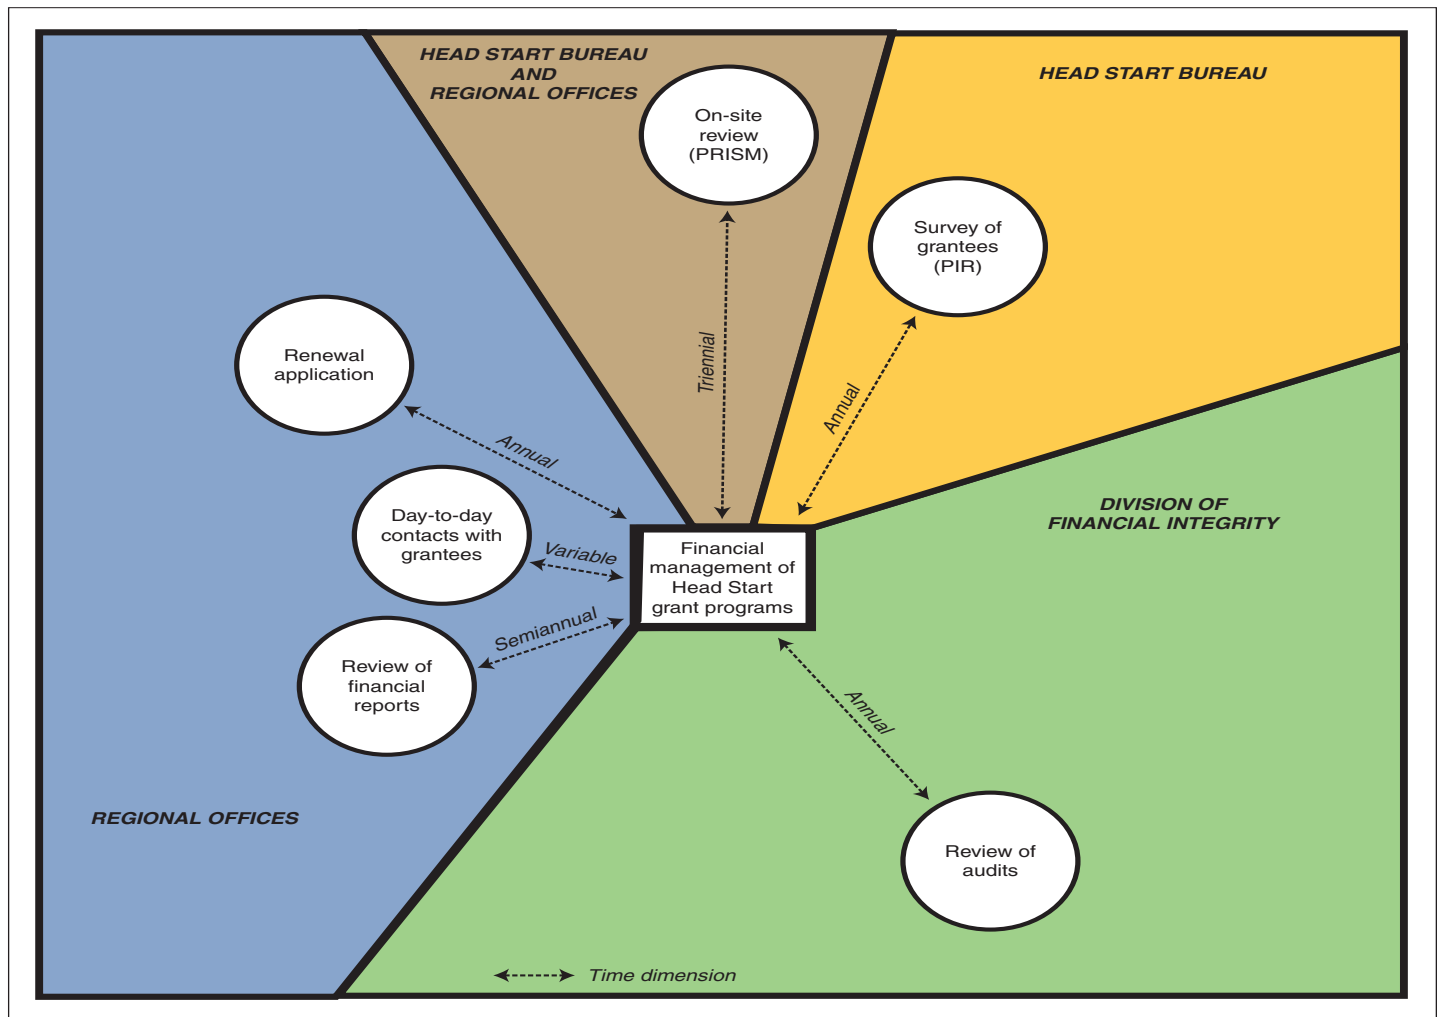 HEAD START BUREAU
AND
REGIONAL OFFICES
On-site
review
(PRISM)
HEAD START BUREAU
Survey of
grantees
(PIR)
Triennial
Annual
Renewal
application
Annual
Day-to-day
contacts with
grantees
Variable
Review of
financial
reports
Semiannual
REGIONAL OFFICES
Financial
management of
Head Start
grant programs
DIVISION OF
FINANCIAL INTEGRITY
Annual
Review of
audits
Time dimension